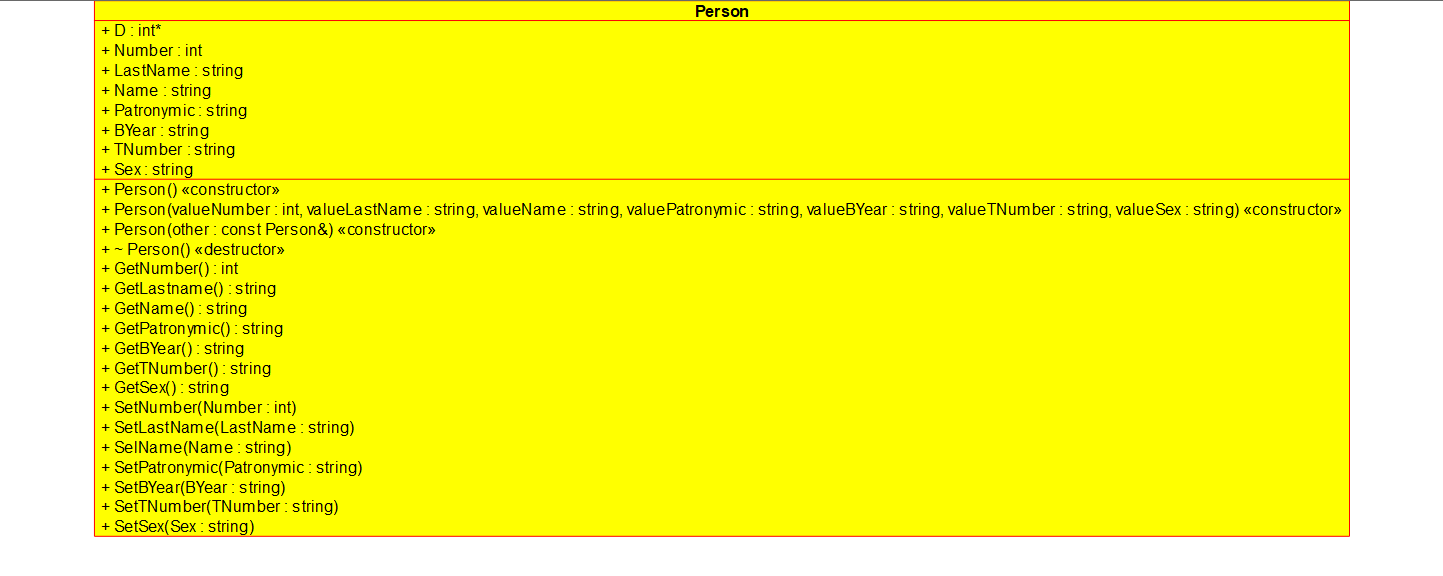 Person
+ D : int*
+ Number : int
+ LastName : string
+ Name : string
+ Patronymic : string
+ BYear : string
+ TNumber : string
+ Sex : string
+ Person() «constructor»
+ Person(valueNumber : int, valueLastName : string, valueName : string, valuePatronymic : string, valueBYear : string, valueTNumber : string, valueSex : string) «constructor»
+ Person(other : const Person&) «constructor»
+ ~ Person() «destructor»
+ GetNumber() : int
+ GetLastname() : string
+ GetName() : string
+ GetPatronymic() : string
+ GetBYear() : string
+ GetTNumber() : string
+ GetSex() : string
+ SetNumber(Number : int)
+ SetLastName(LastName : string)
+ SelName(Name : string)
+ SetPatronymic(Patronymic : string)
+ SetBYear(BYear : string)
+ SetTNumber(TNumber : string)
+ SetSex(Sex : string)